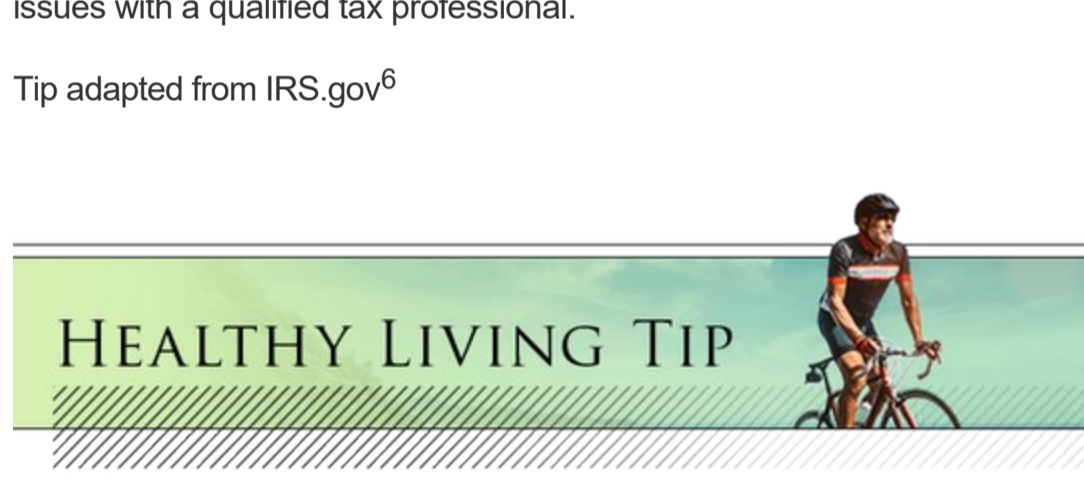 issues with a qualified tax professional.
Tip adapted from IRS.gov⁶
HEALTHY LIVING TIP